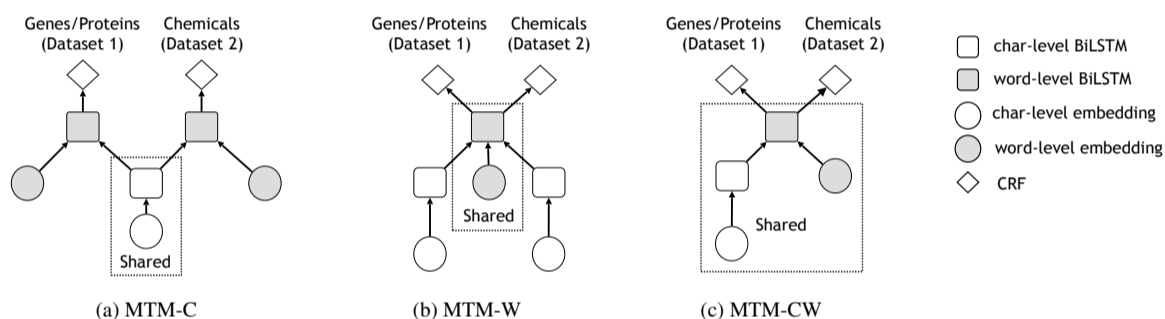 Genes/Proteins
(Dataset 1)
Chemicals
(Dataset 2)
Shared
(a) MTM-C
Genes/Proteins
(Dataset 1)
Chemicals
(Dataset 2)
Shared
(b) MTM-W
Genes/Proteins
(Dataset 1)
Chemicals
(Dataset 2)
Shared
(c) MTM-CW
char-level BiLSTM
word-level BiLSTM
char-level embedding
word-level embedding
CRF